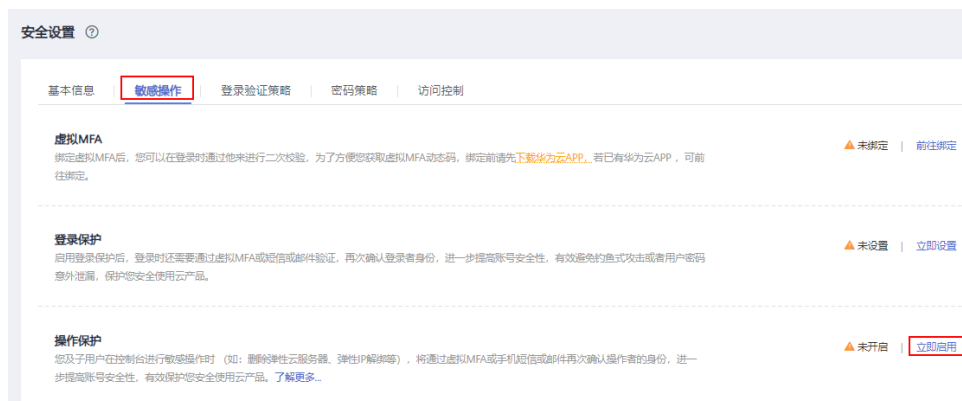 安全设置 ?
基本信息 | 敏感操作 | 登录验证策略 | 密码策略 | 访问控制
虚拟MFA
绑定虚拟MFA后，您可以在登录时通过他来进行二次校验，为了方便您获取虚拟MFA动态码，绑定前请先下载华为云APP，若已有华为云APP，可前
往绑定。
未绑定 | 前往绑定
登录保护
启用登录保护后，登录时还需要通过虚拟MFA或短信或邮件验证，再次确认登录者身份，进一步提高账号安全性，有效避免钓鱼式攻击或者用户密码
意外泄漏，保护您安全使用云产品。
未设置 | 立即设置
操作保护
您及子用户在控制台进行敏感操作时 （如：删除弹性云服务器、弹性IP解绑等），将通过虚拟MFA或手机短信或邮件再次确认操作者的身份，进一
步提高账号安全性，有效保护您安全使用云产品。了解更多...
未开启 | 立即启用